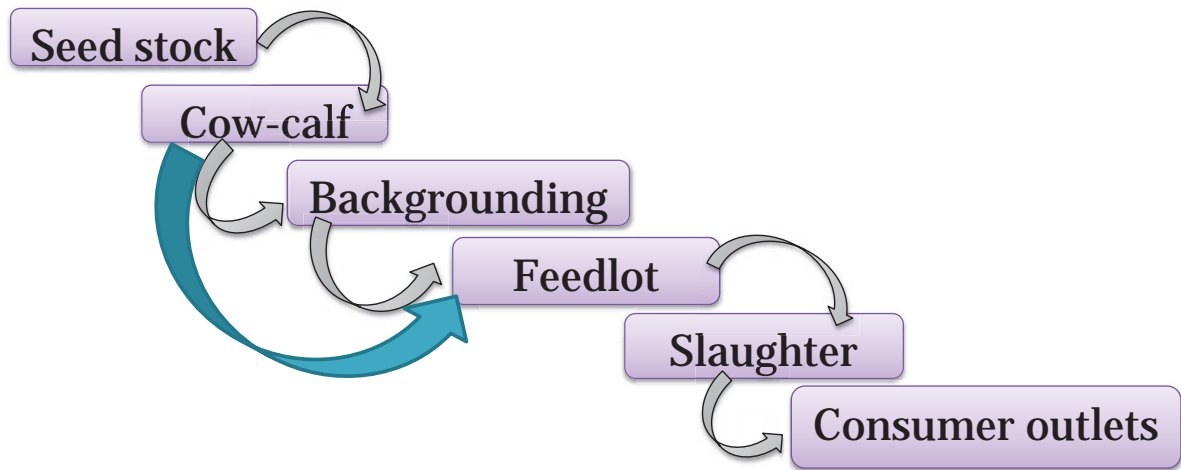 Seed stock
Cow-calf
Backgrounding
Feedlot
Slaughter
Consumer outlets